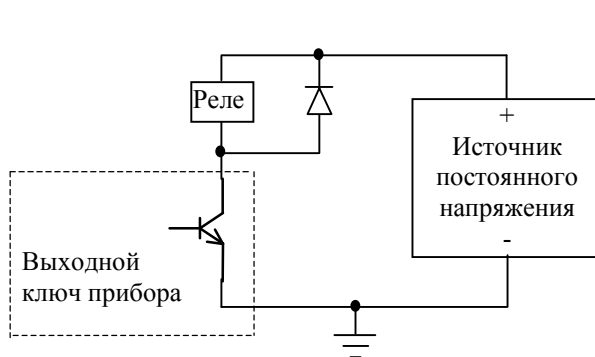 Реле
+
Источник
постоянного
напряжения
-
Выходной
ключ прибора